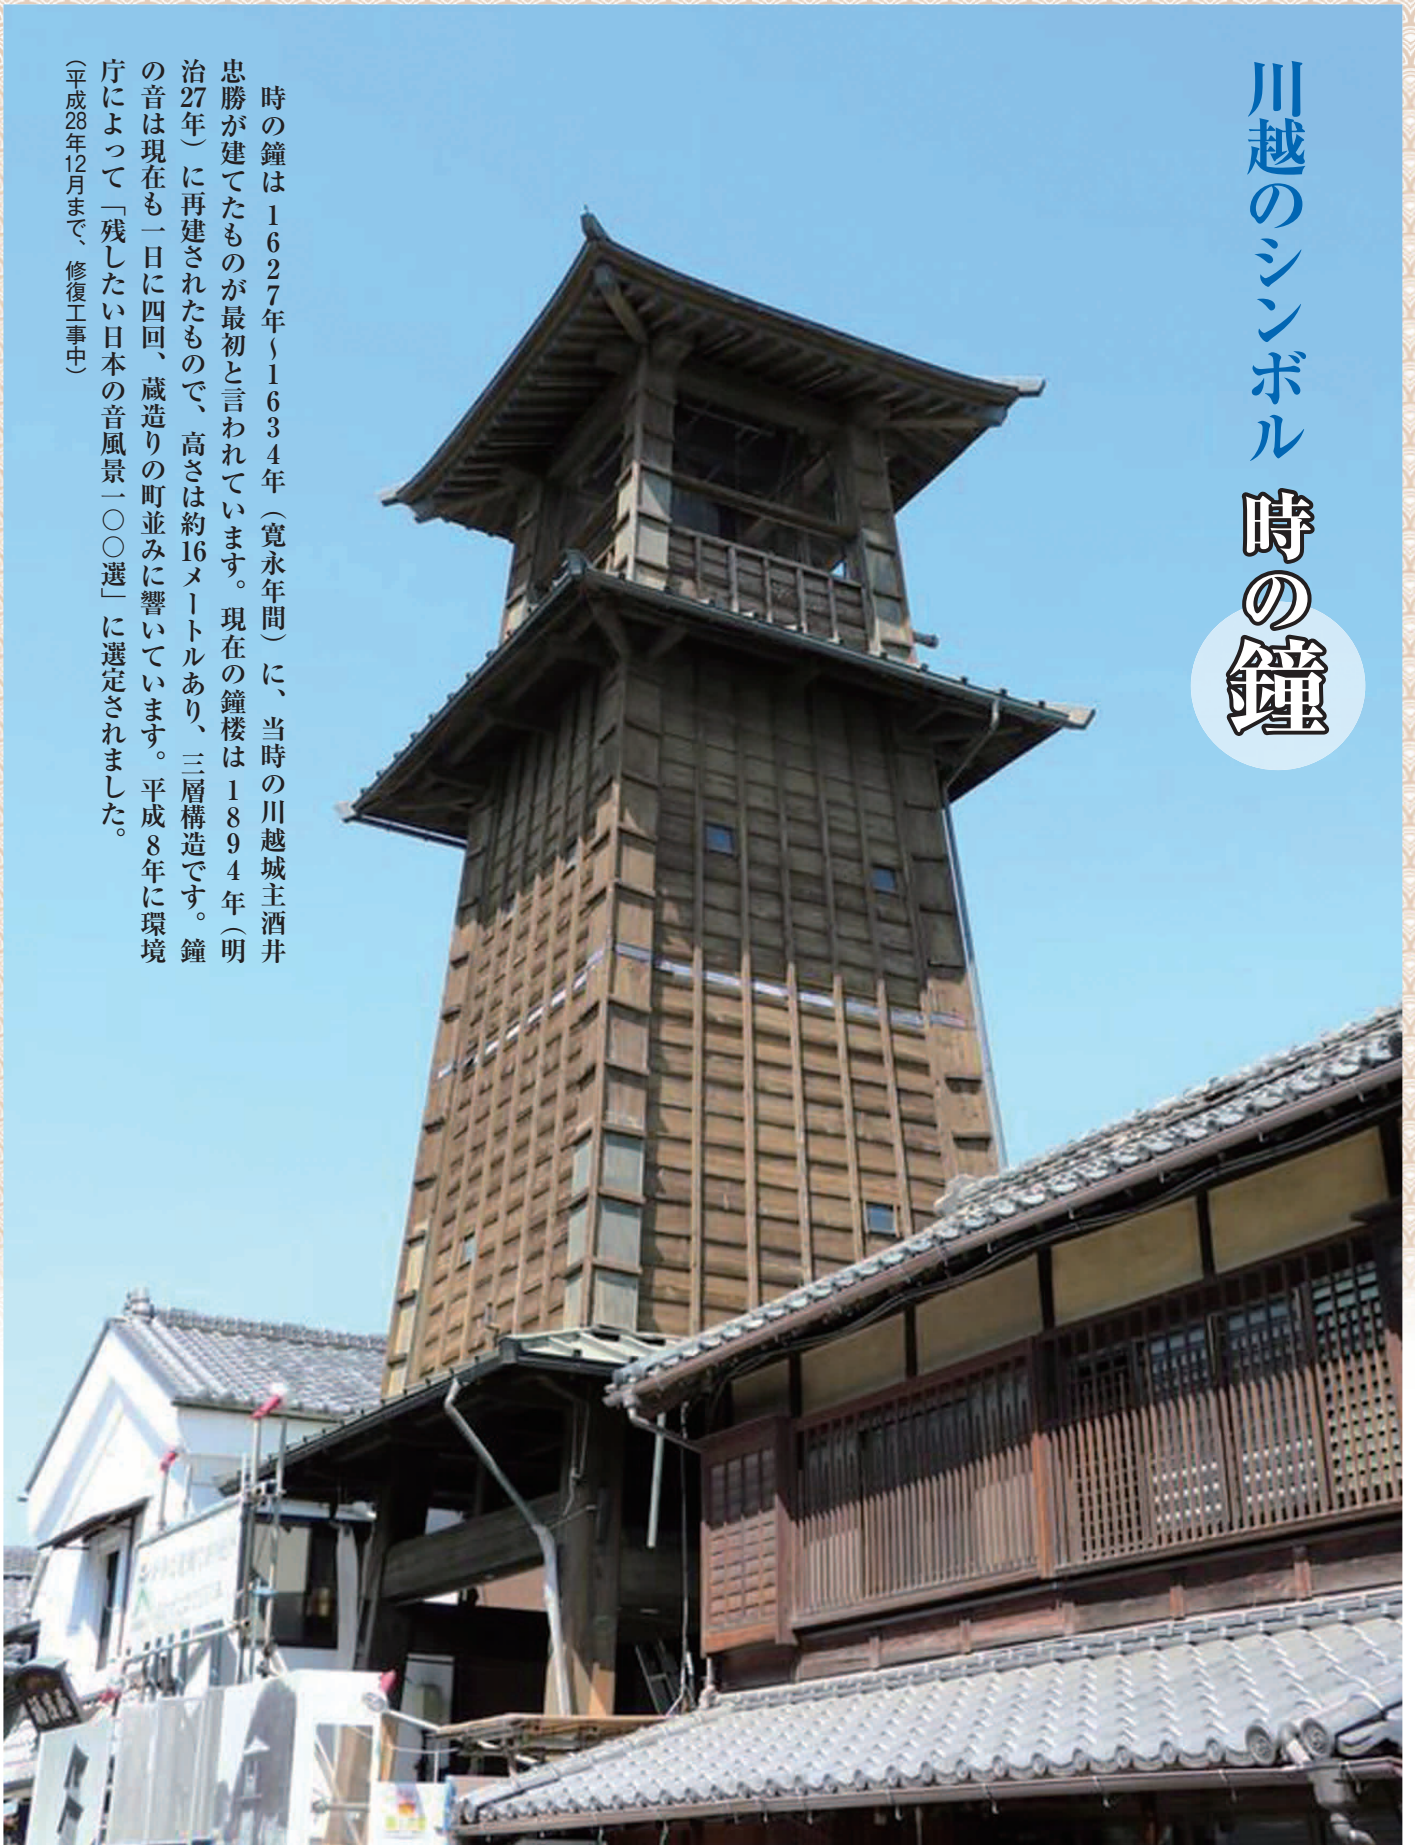 川越のシンボル 時の鐘
時の鐘は1627年～1634年（寛永年間）に、当時の川越城主酒井
忠勝が建てたものが最初と言われています。現在の鐘楼は1894年（明
治27年）に再建されたもので、高さは約16メートルあり、三層構造です。鐘
の音は現在も一日に四回、蔵造りの町並みに響いています。平成8年に環境
庁によって「残したい日本の音風景一〇〇選」に選定されました。
（平成28年12月まで、修復工事中）